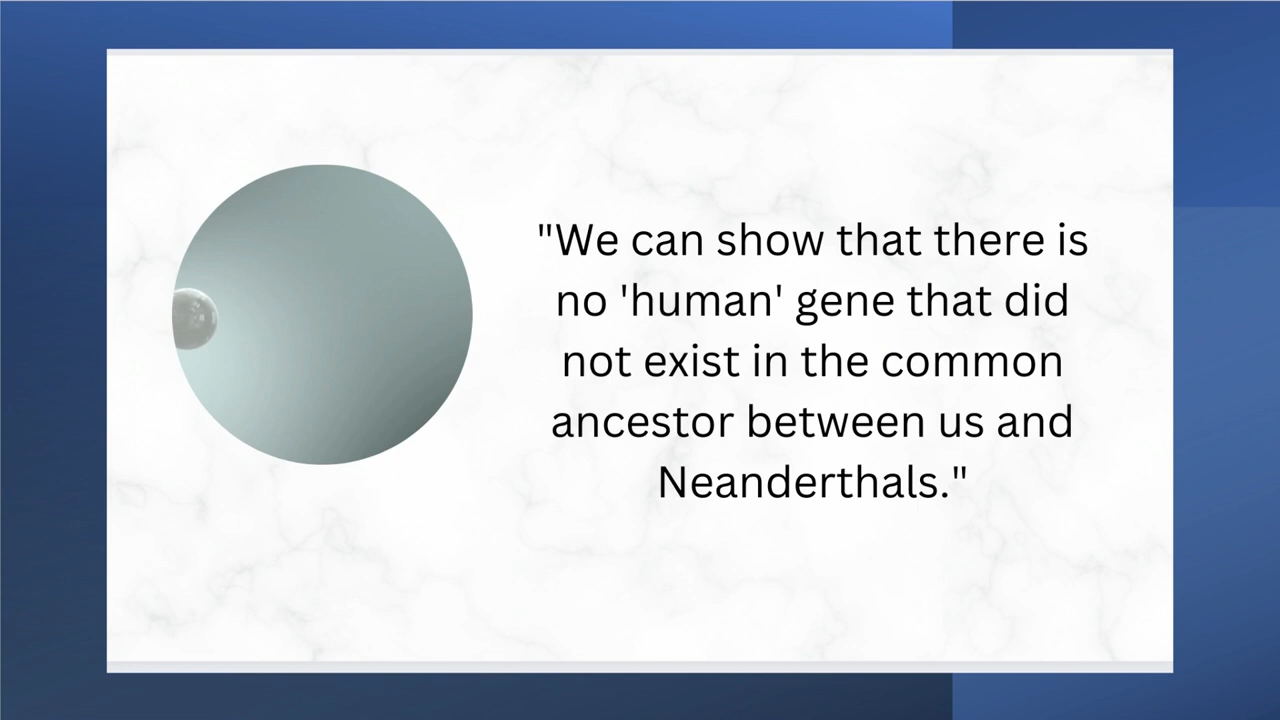 "We can show that there is
no 'human' gene that did
not exist in the common
ancestor between us and
Neanderthals."